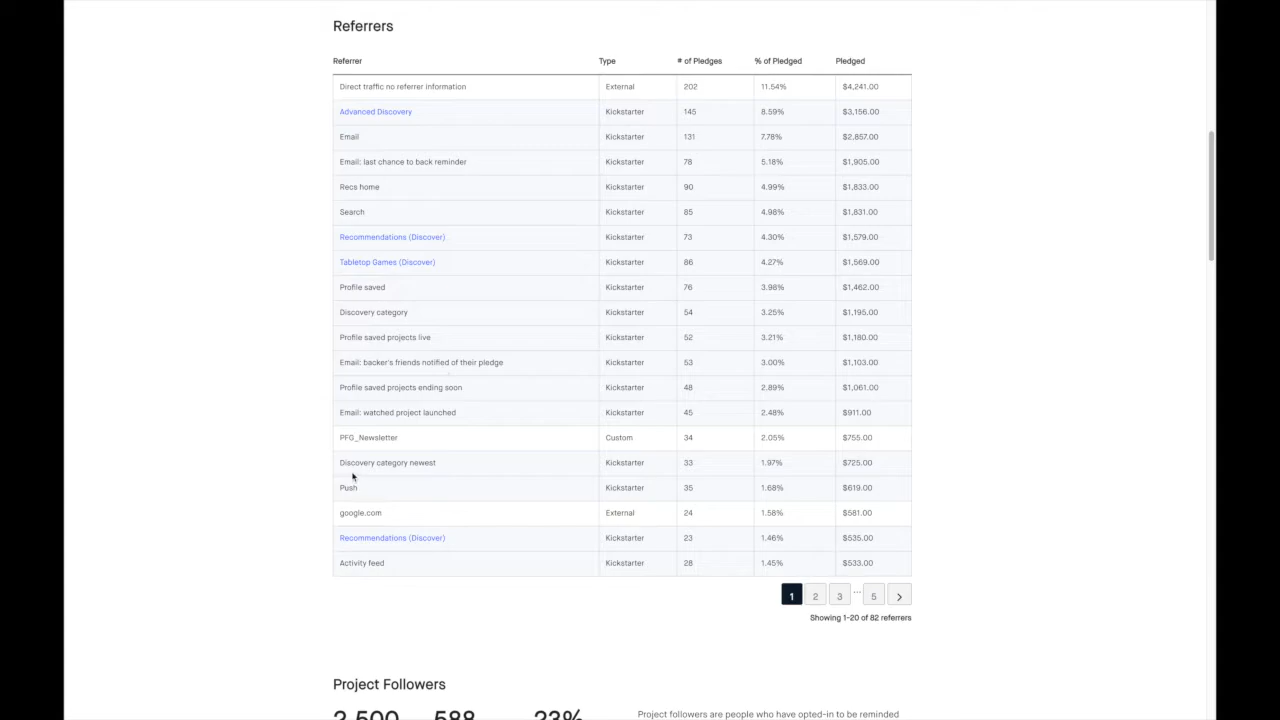 Referrers
Referrer Type # of Pledges % of Pledged Pledged
Direct traffic no referrer information External 202 11.54% $4,241.00
Advanced Discovery Kickstarter 145 8.59% $3,156.00
Email Kickstarter 131 7.78% $2,857.00
Email: last chance to back reminder Kickstarter 78 5.18% $1,905.00
Recs home Kickstarter 90 4.99% $1,833.00
Search Kickstarter 85 4.98% $1,831.00
Recommendations (Discover) Kickstarter 73 4.30% $1,579.00
Tabletop Games (Discover) Kickstarter 86 4.27% $1,569.00
Profile saved Kickstarter 76 3.98% $1,462.00
Discovery category Kickstarter 54 3.25% $1,195.00
Profile saved projects live Kickstarter 52 3.21% $1,180.00
Email: backer's friends notified of their pledge Kickstarter 53 3.00% $1,103.00
Profile saved projects ending soon Kickstarter 48 2.89% $1,061.00
Email: watched project launched Kickstarter 45 2.48% $911.00
PFG_Newsletter Custom 34 2.05% $755.00
Discovery category newest Kickstarter 33 1.97% $725.00
Push Kickstarter 35 1.68% $619.00
google.com External 24 1.58% $581.00
Recommendations (Discover) Kickstarter 23 1.46% $535.00
Activity feed Kickstarter 28 1.45% $533.00
1 2 3 ... 5 >
Showing 1-20 of 82 referrers
Project Followers
2,500 588 23% Project followers are people who have opted-in to be reminded